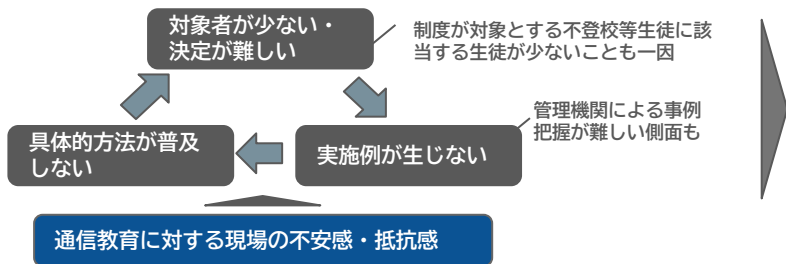 対象者が少ない・
決定が難しい
制度が対象とする不登校等生徒に該
当する生徒が少ないことも一因
管理機関による事例
把握が難しい側面も
具体的方法が普及
しない
実施例が生じない
通信教育に対する現場の不安感・抵抗感